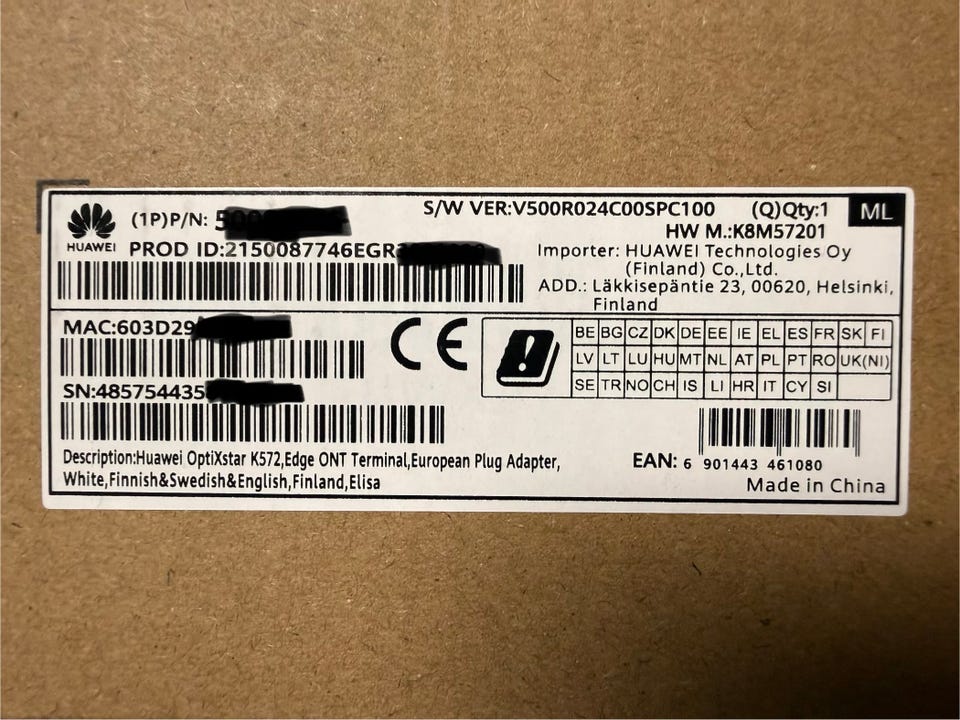 HUAWEI
(1P)P/N:
S/W VER:V500R024C00SPC100 (Q)Qty:1 ML
HW M.:K8M57201
PROD ID:2150087746EGR
Importer: HUAWEI Technologies Oy
(Finland) Co.,Ltd.
ADD.: Läkkisepäntie 23, 00620, Helsinki,
Finland
MAC:603D29
CE
SN:485754435
BE BG CZ DK DE EE IE EL ES FR SK FI
LV LT LU HU MT NL AT PL PT RO UK(NI)
SE TR NO CH IS LI HR IT CY SI
Description:Huawei OptiXstar K572,Edge ONT Terminal,European Plug Adapter,
White,Finnish&Swedish&English,Finland,Elisa
EAN: 6 901443 461080
Made in China